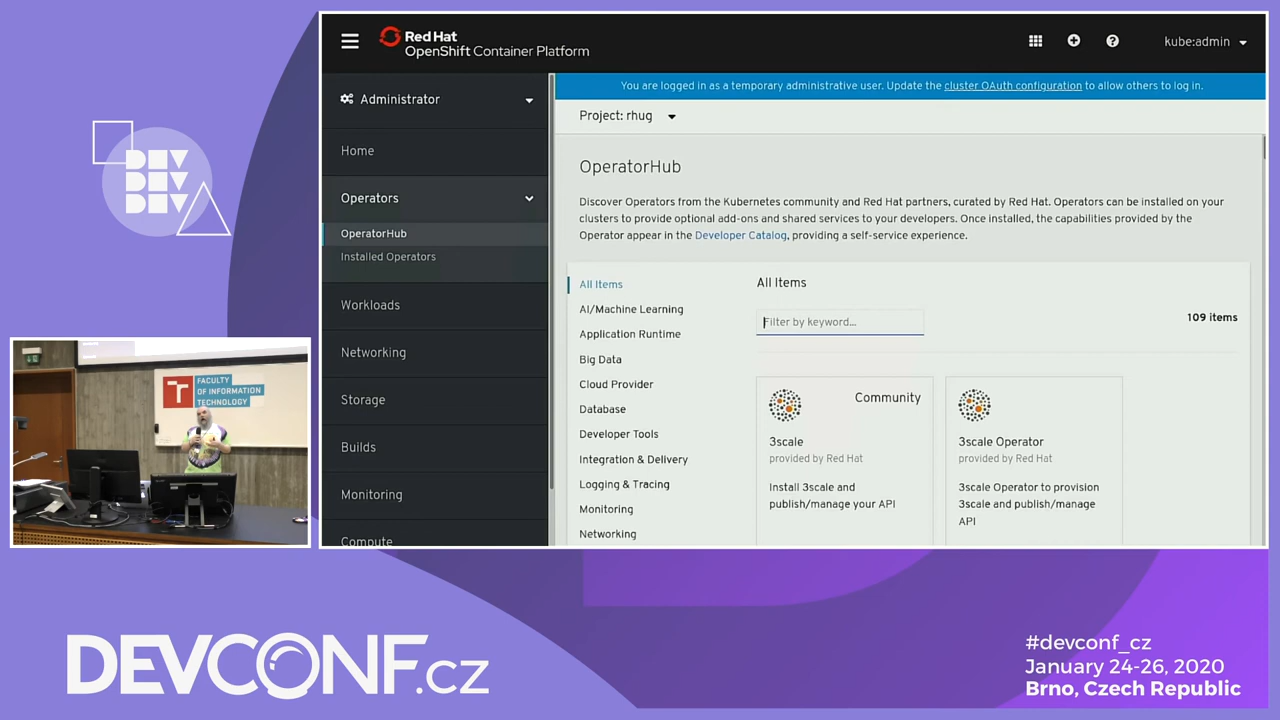 Red Hat
OpenShift Container Platform
kube:admin
Administrator
You are logged in as a temporary administrative user. Update the cluster OAuth configuration to allow others to log in.
Project: rhug
Home
Operators
OperatorHub
Installed Operators
Workloads
Networking
Storage
Builds
Monitoring
Compute
OperatorHub
Discover Operators from the Kubernetes community and Red Hat partners, curated by Red Hat. Operators can be installed on your
clusters to provide optional add-ons and shared services to your developers. Once installed, the capabilities provided by the
Operator appear in the Developer Catalog, providing a self-service experience.
All Items
AI/Machine Learning
Application Runtime
Big Data
Cloud Provider
Database
Developer Tools
Integration & Delivery
Logging & Tracing
Monitoring
Networking
All Items
Filter by keyword...
109 items
Community
3scale
provided by Red Hat
Install 3scale and
publish/manage your API
3scale Operator
provided by Red Hat
3scale Operator to provision
3scale and publish/manage
API
DEV
DEV
DEV
T FACULTY
OF INFORMATION
TECHNOLOGY
DEVCONF.cz
#devconf_cz
January 24-26, 2020
Brno, Czech Republic